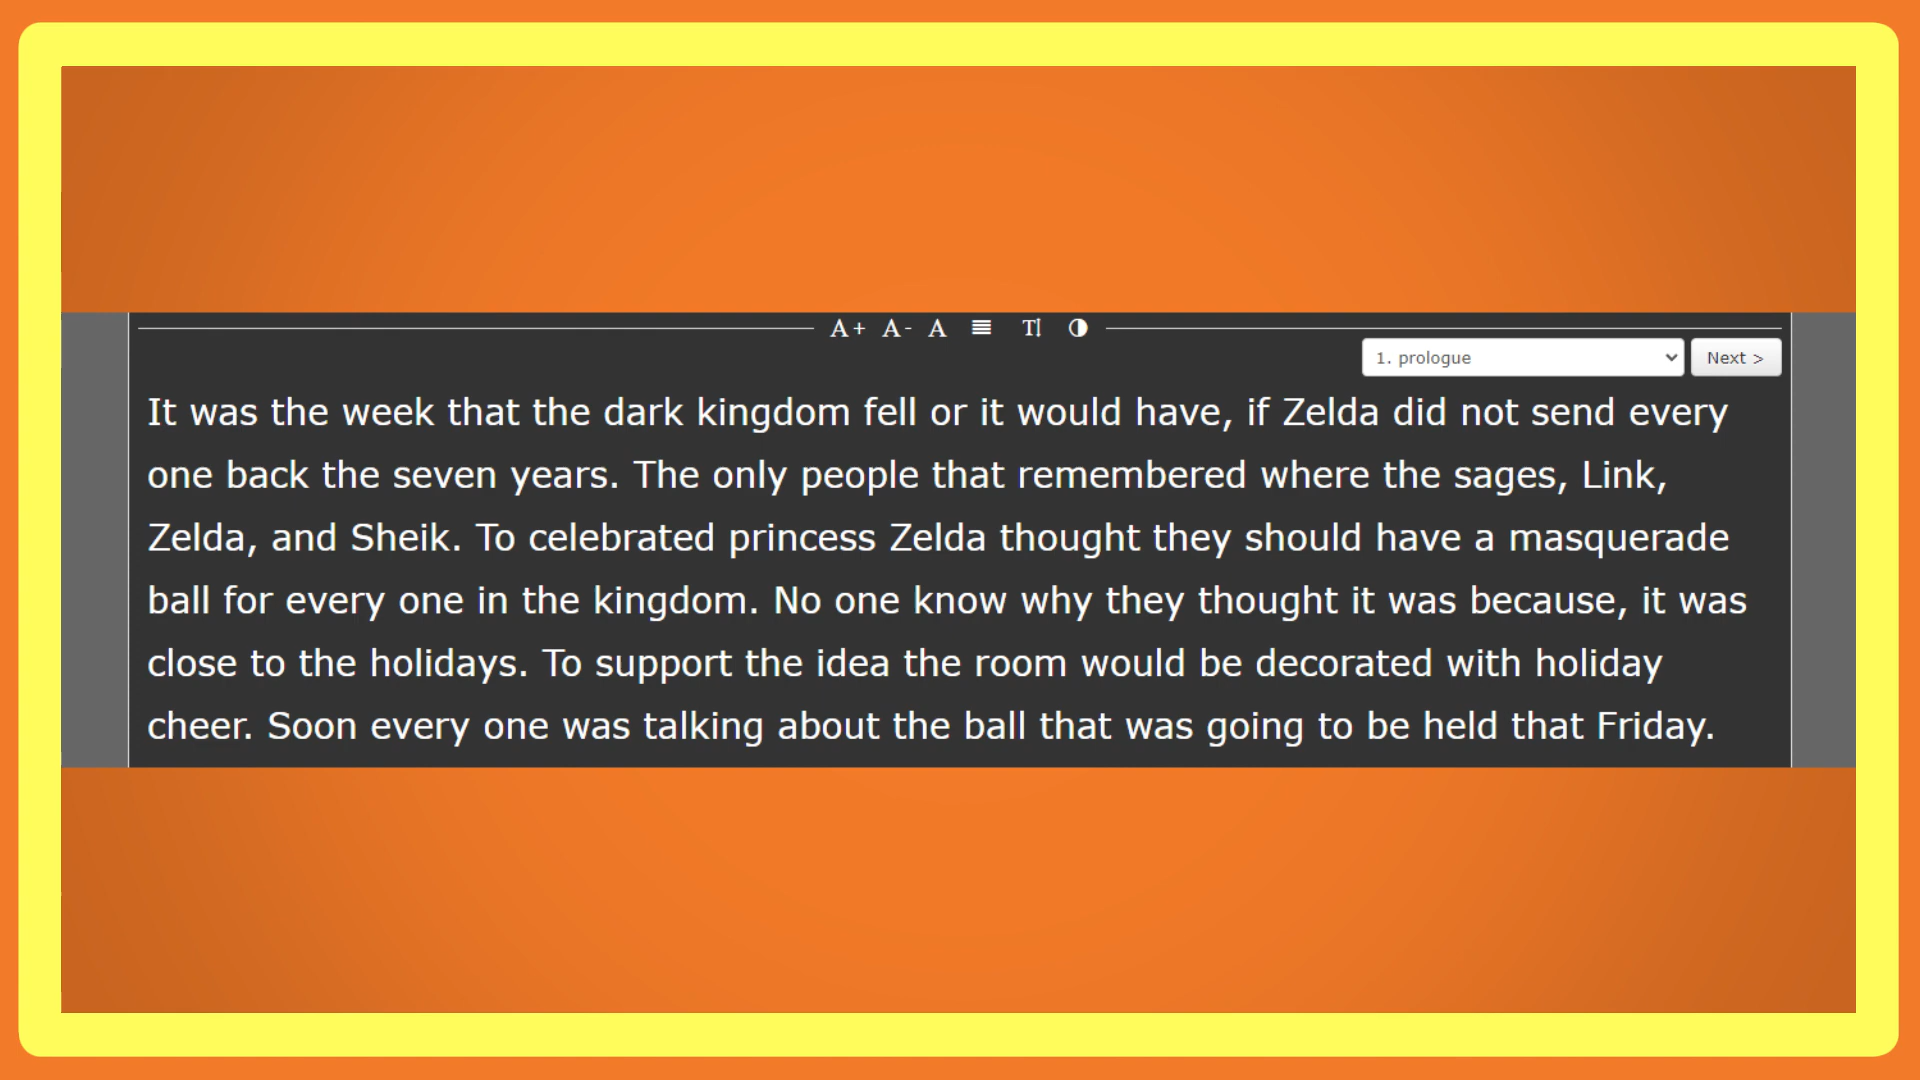 A+ A- A T
1. prologue Next >
It was the week that the dark kingdom fell or it would have, if Zelda did not send every
one back the seven years. The only people that remembered where the sages, Link,
Zelda, and Sheik. To celebrated princess Zelda thought they should have a masquerade
ball for every one in the kingdom. No one know why they thought it was because, it was
close to the holidays. To support the idea the room would be decorated with holiday
cheer. Soon every one was talking about the ball that was going to be held that Friday.